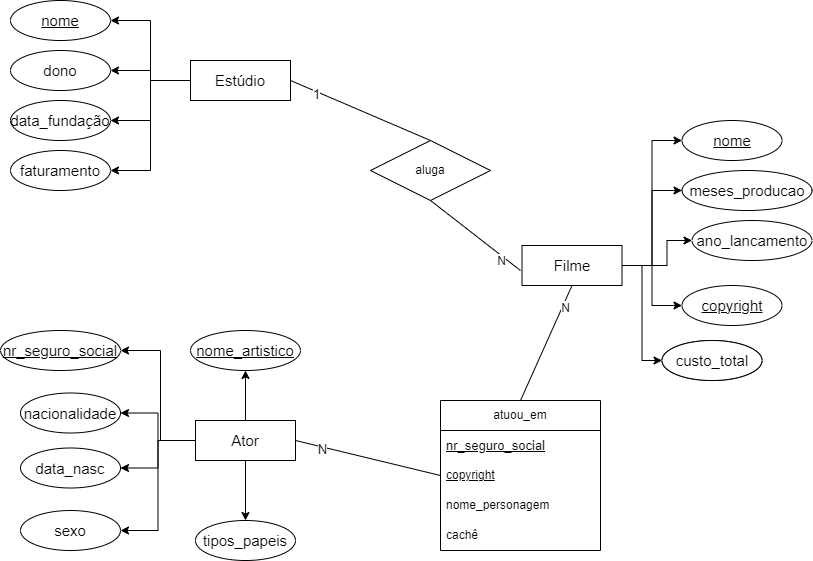 nome
dono
data_fundação
faturamento
Estúdio
1
aluga
N
Filme
nome
meses_producao
ano_lancamento
copyright
custo_total
N
nr_seguro_social
nacionalidade
data_nasc
sexo
nome_artistico
Ator
tipos_papeis
N
atuou_em
nr_seguro_social
copyright
nome_personagem
cachê